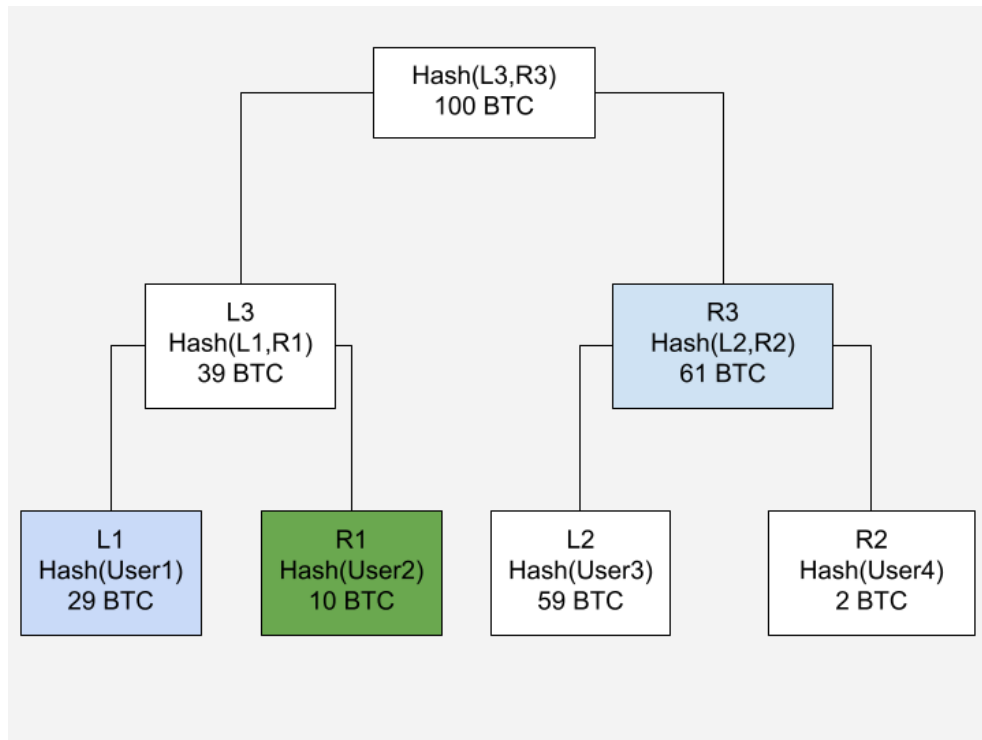 Hash(L3,R3)
100 BTC
L3
Hash(L1,R1)
39 BTC
R3
Hash(L2,R2)
61 BTC
L1
Hash(User1)
29 BTC
R1
Hash(User2)
10 BTC
L2
Hash(User3)
59 BTC
R2
Hash(User4)
2 BTC